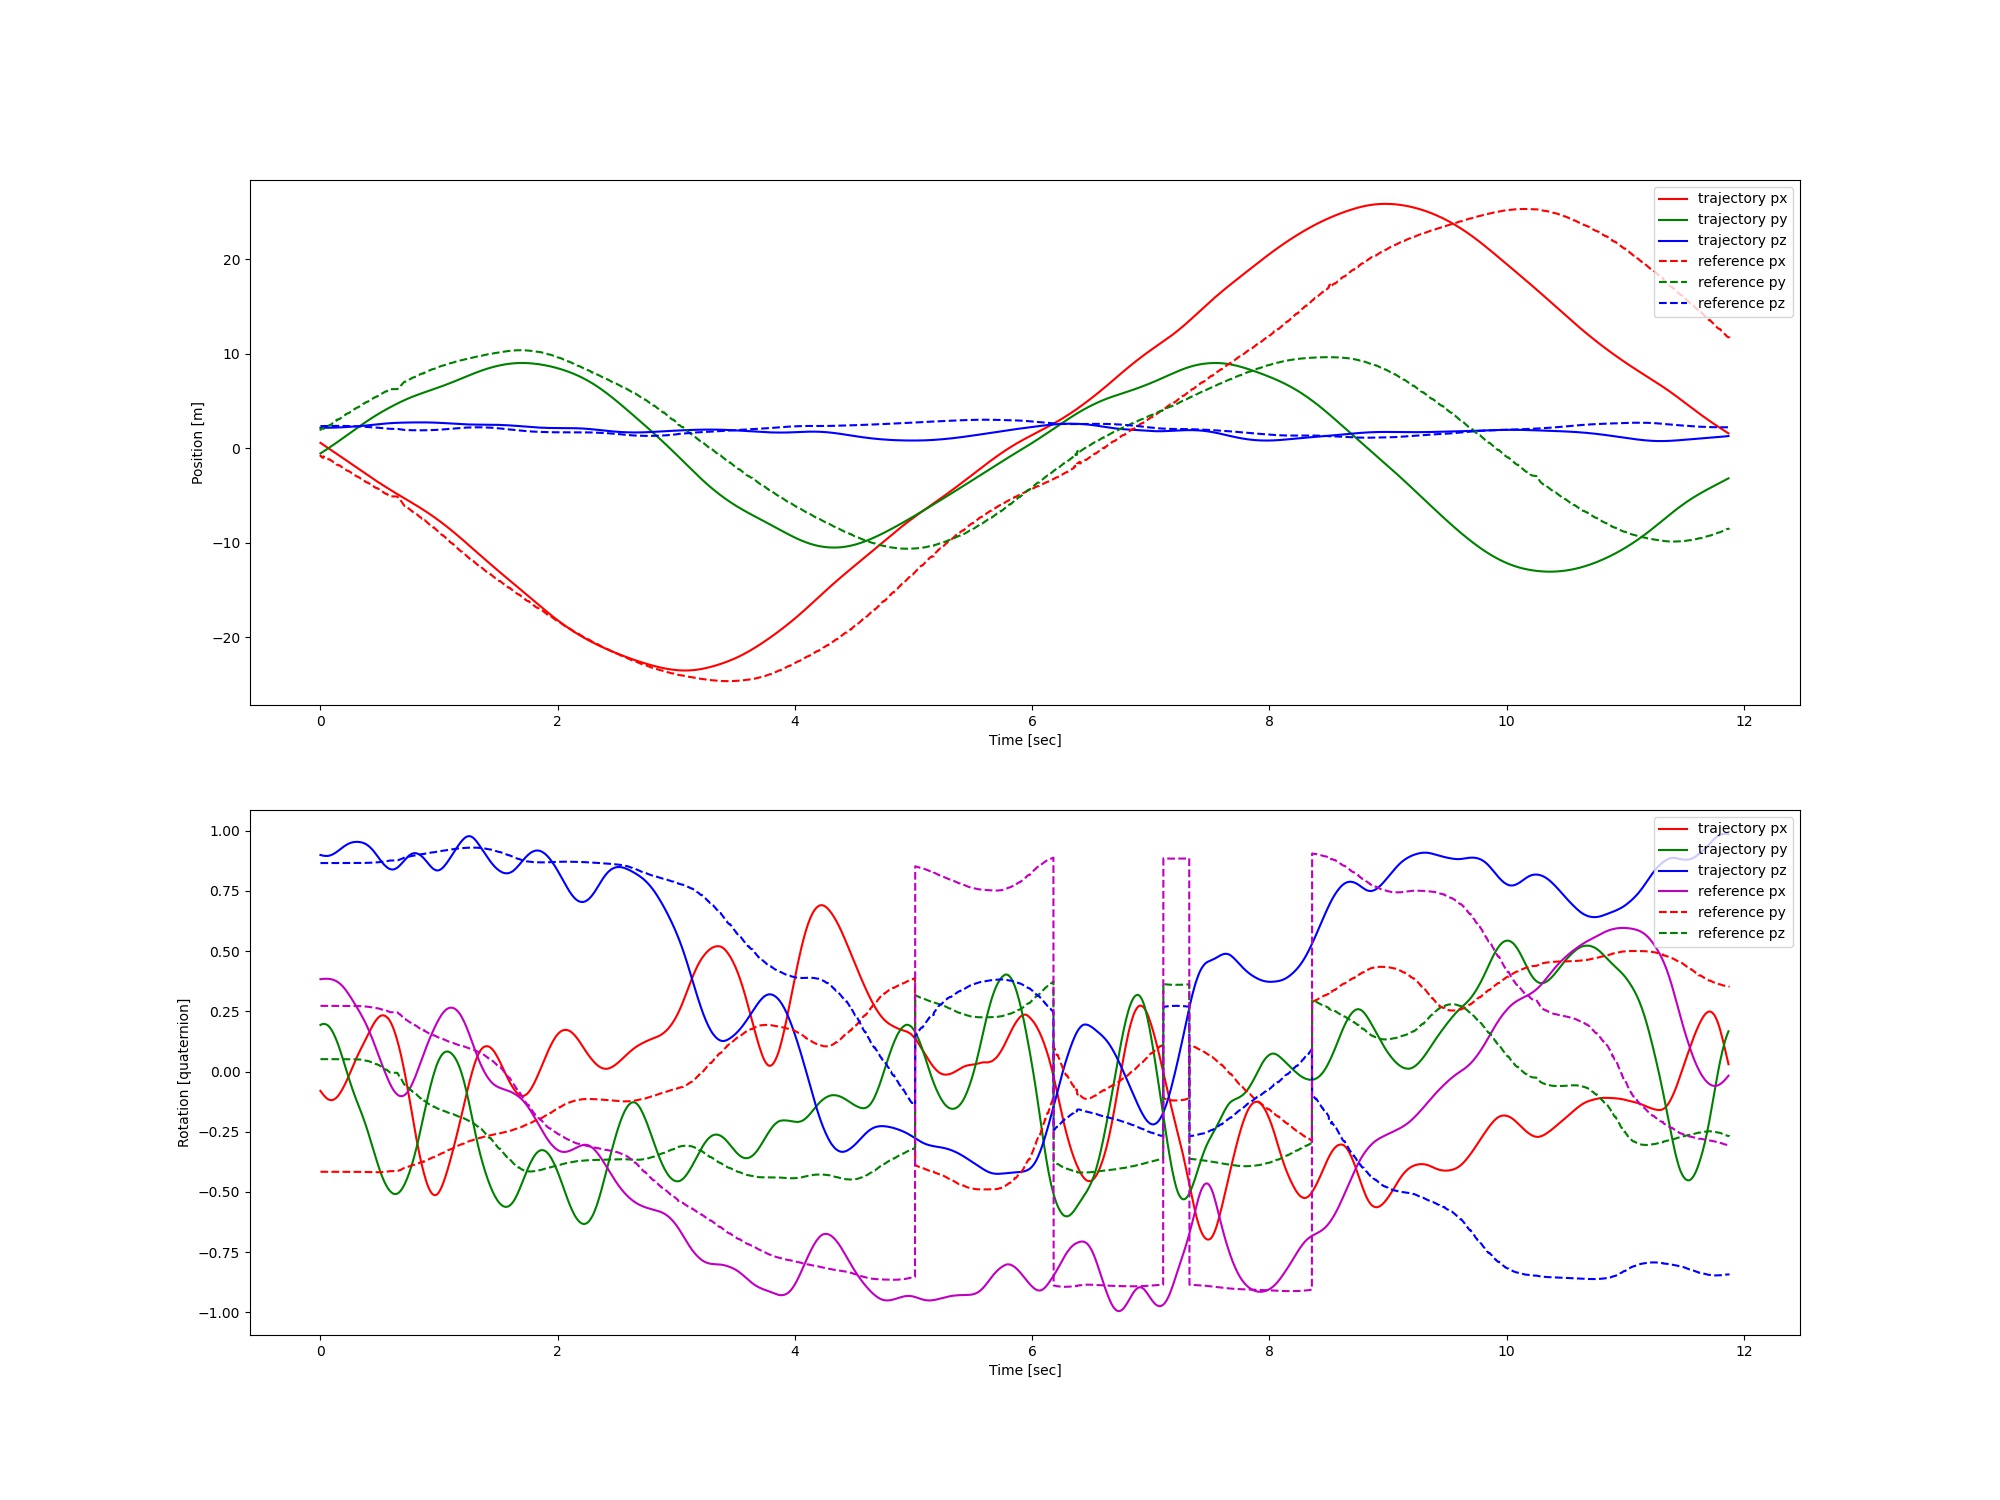 20
10
0
−10
−20
Position [m]
trajectory px
trajectory py
trajectory pz
reference px
reference py
reference pz
0 2 4 6 8 10 12
Time [sec]
1.00
0.75
0.50
0.25
0.00
−0.25
−0.50
−0.75
−1.00
Rotation [quaternion]
trajectory px
trajectory py
trajectory pz
reference px
reference py
reference pz
0 2 4 6 8 10 12
Time [sec]